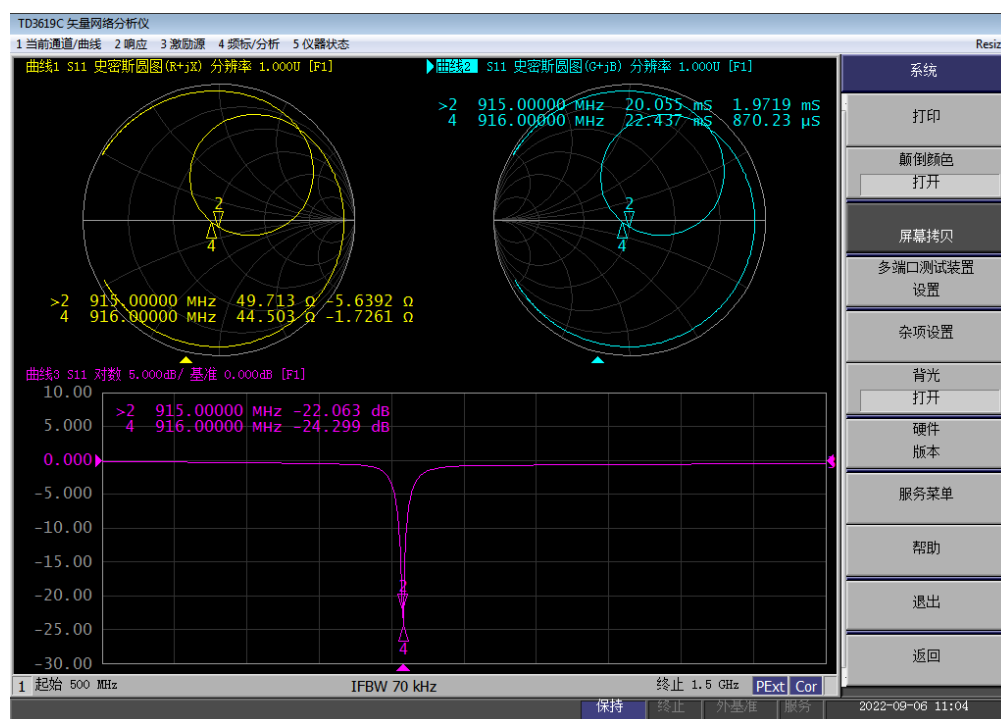 TD3619C 矢量网络分析仪
1 当前通道/曲线 2 响应 3 激励源 4 频标/分析 5 仪器状态
Resiz
曲线1 S11 史密斯圆图(R+jX) 分辨率 1.000U [F1]
曲线2 S11 史密斯圆图(G+jB) 分辨率 1.000U [F1]
>2 915.00000 MHz 20.055 mS 1.9719 mS
4 916.00000 MHz 22.437 mS 870.23 μS
2
4
2
4
>2 915.00000 MHz 49.713 Ω -5.6392 Ω
4 916.00000 MHz 44.503 Ω -1.7261 Ω
曲线3 S11 对数 5.000dB/ 基准 0.000dB [F1]
10.00
>2 915.00000 MHz -22.063 dB
5.000
4 916.00000 MHz -24.299 dB
0.000
-5.000
-10.00
-15.00
-20.00
2
-25.00
4
-30.00
1 起始 500 MHz
IFBW 70 kHz
终止 1.5 GHz PExt Cor
系统
打印
颠倒颜色
打开
屏幕拷贝
多端口测试装置
设置
杂项设置
背光
打开
硬件
版本
服务菜单
帮助
退出
返回
保持 终止 外基准 服务 2022-09-06 11:04